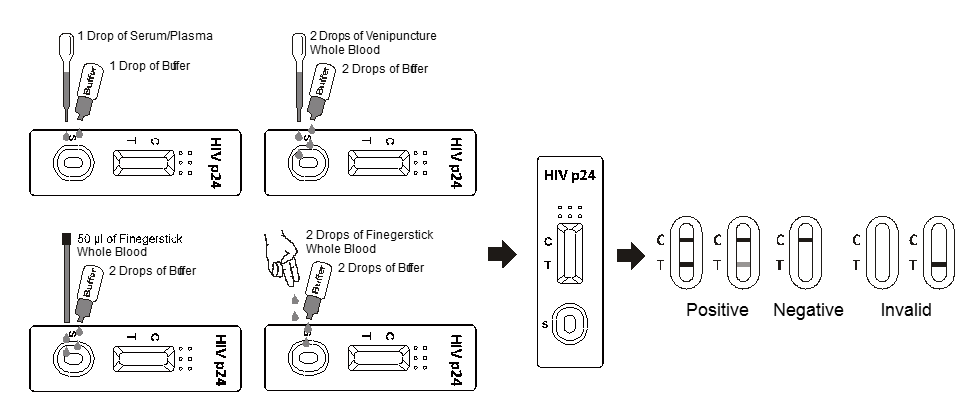 1 Drop of Serum/Plasma
1 Drop of Buffer
Buffer
S
T C
HIV p24
2 Drops of Venipuncture
Whole Blood
2 Drops of Buffer
Buffer
S
T C
HIV p24
50 µl of Finegerstick
Whole Blood
2 Drops of Buffer
Buffer
S
T C
HIV p24
2 Drops of Finegerstick
Whole Blood
2 Drops of Buffer
Buffer
S
T C
HIV p24
HIV p24
C
T
S
C C C C C
T T T T T
Positive Negative Invalid